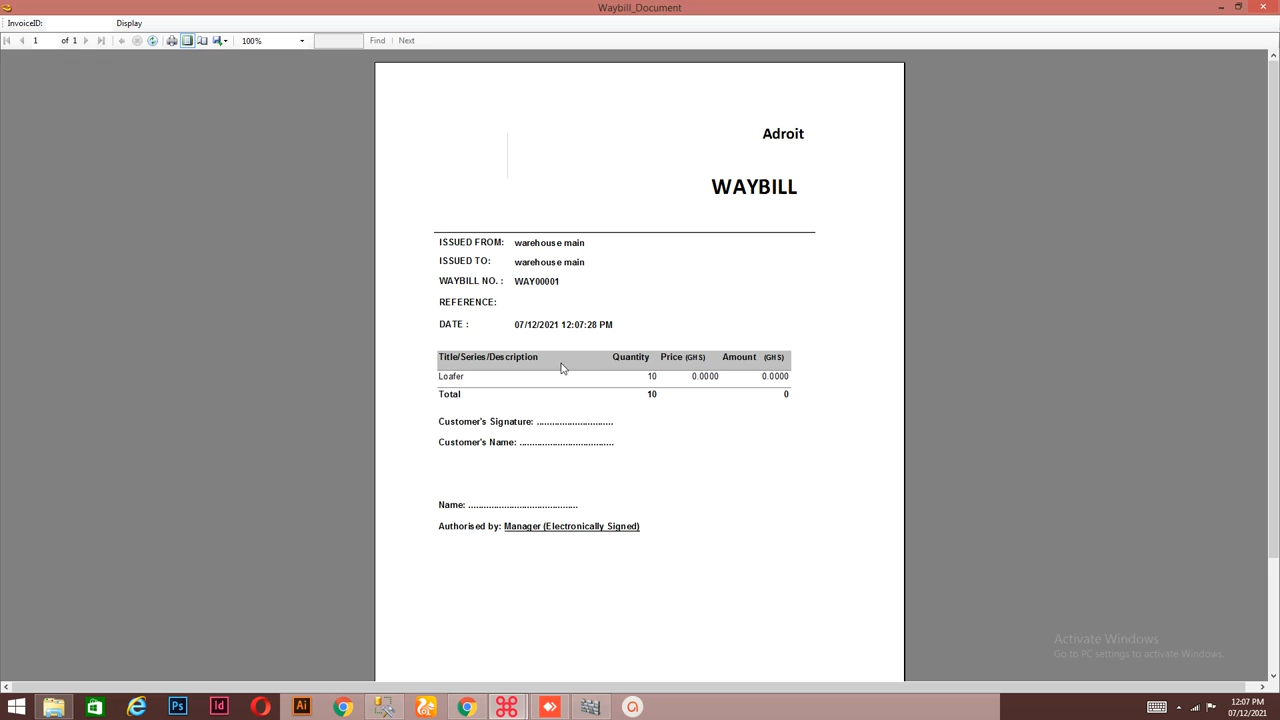 Waybill_Document
InvoiceID: Display
1 of 1 100% Find Next
Adroit
WAYBILL
ISSUED FROM: warehouse main
ISSUED TO: warehouse main
WAYBILL NO. : WAY00001
REFERENCE:
DATE : 07/12/2021 12:07:28 PM
Title/Series/Description Quantity Price (GHS) Amount (GHS)
Loafer 10 0.0000 0.0000
Total 10 0
Customer's Signature: ............................
Customer's Name: ...................................
Name: .........................................
Authorised by: Manager (Electronically Signed)
Activate Windows
Go to PC settings to activate Windows.
Ps Id Ai
12:07 PM
07/12/2021